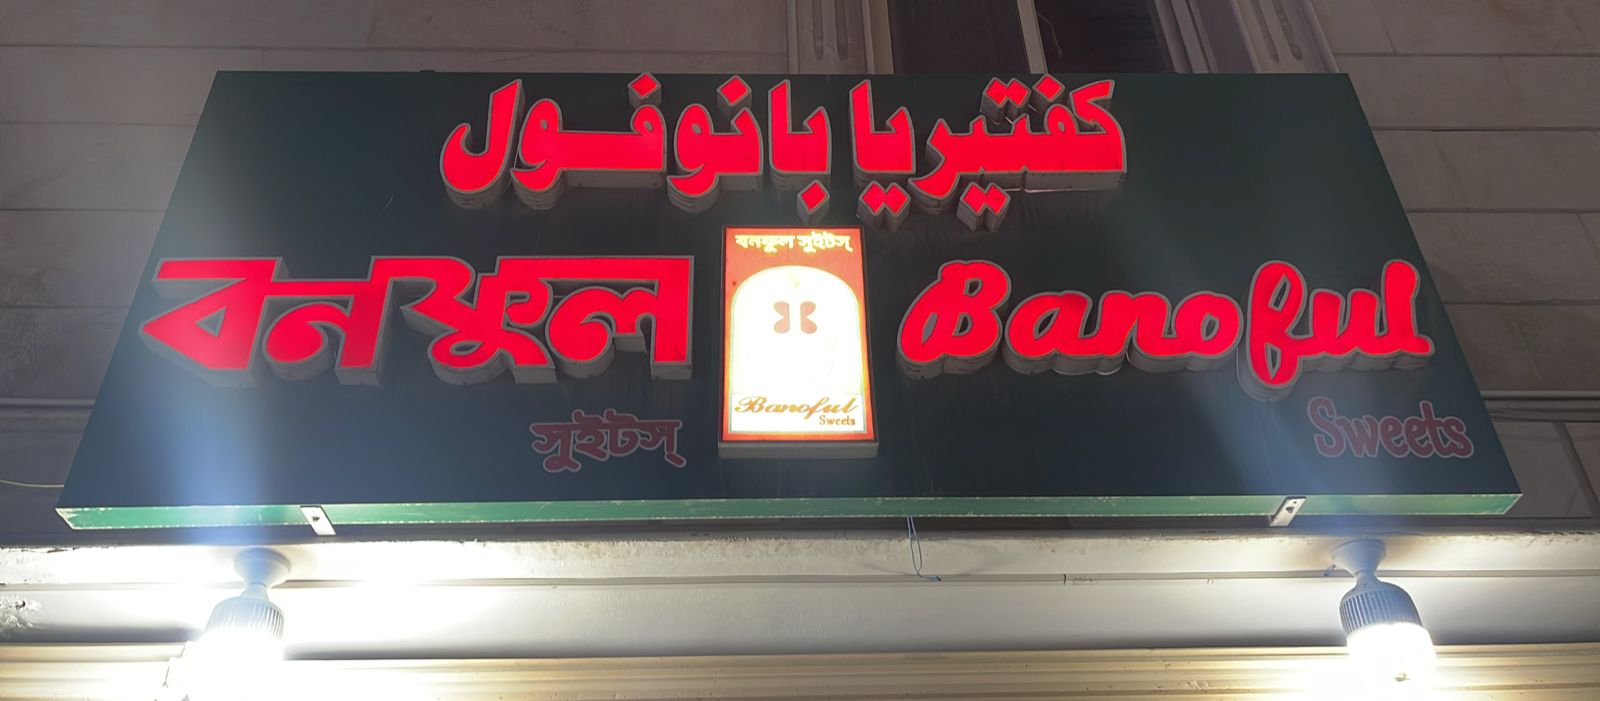 كفتيريا بانوفول
বনফুল
Banoful
সুইটস্
Sweets
বনফুল সুইটস্
Banoful
Sweets